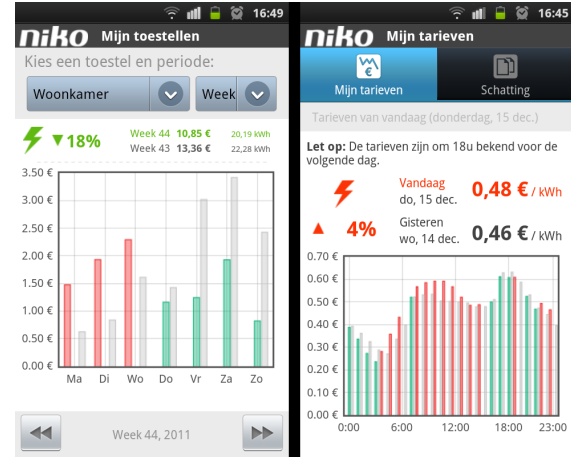 16:49
niko Mijn toestellen
Kies een toestel en periode:
Woonkamer Week
18% Week 44 10,85 € 20,19 kWh
Week 43 13,36 € 22,28 kWh
3.50 €
3.00 €
2.50 €
2.00 €
1.50 €
1.00 €
0.50 €
0.00 €
Ma Di Wo Do Vr Za Zo
Week 44, 2011
16:45
niko Mijn tarieven
€
Mijn tarieven Schatting
Tarieven van vandaag (donderdag, 15 dec.)
Let op: De tarieven zijn om 18u bekend voor de
volgende dag.
Vandaag
do, 15 dec. 0,48 € / kWh
4% Gisteren
wo, 14 dec. 0,46 € / kWh
0.70 €
0.60 €
0.50 €
0.40 €
0.30 €
0.20 €
0.10 €
0.00 €
0:00 6:00 12:00 18:00 23:00